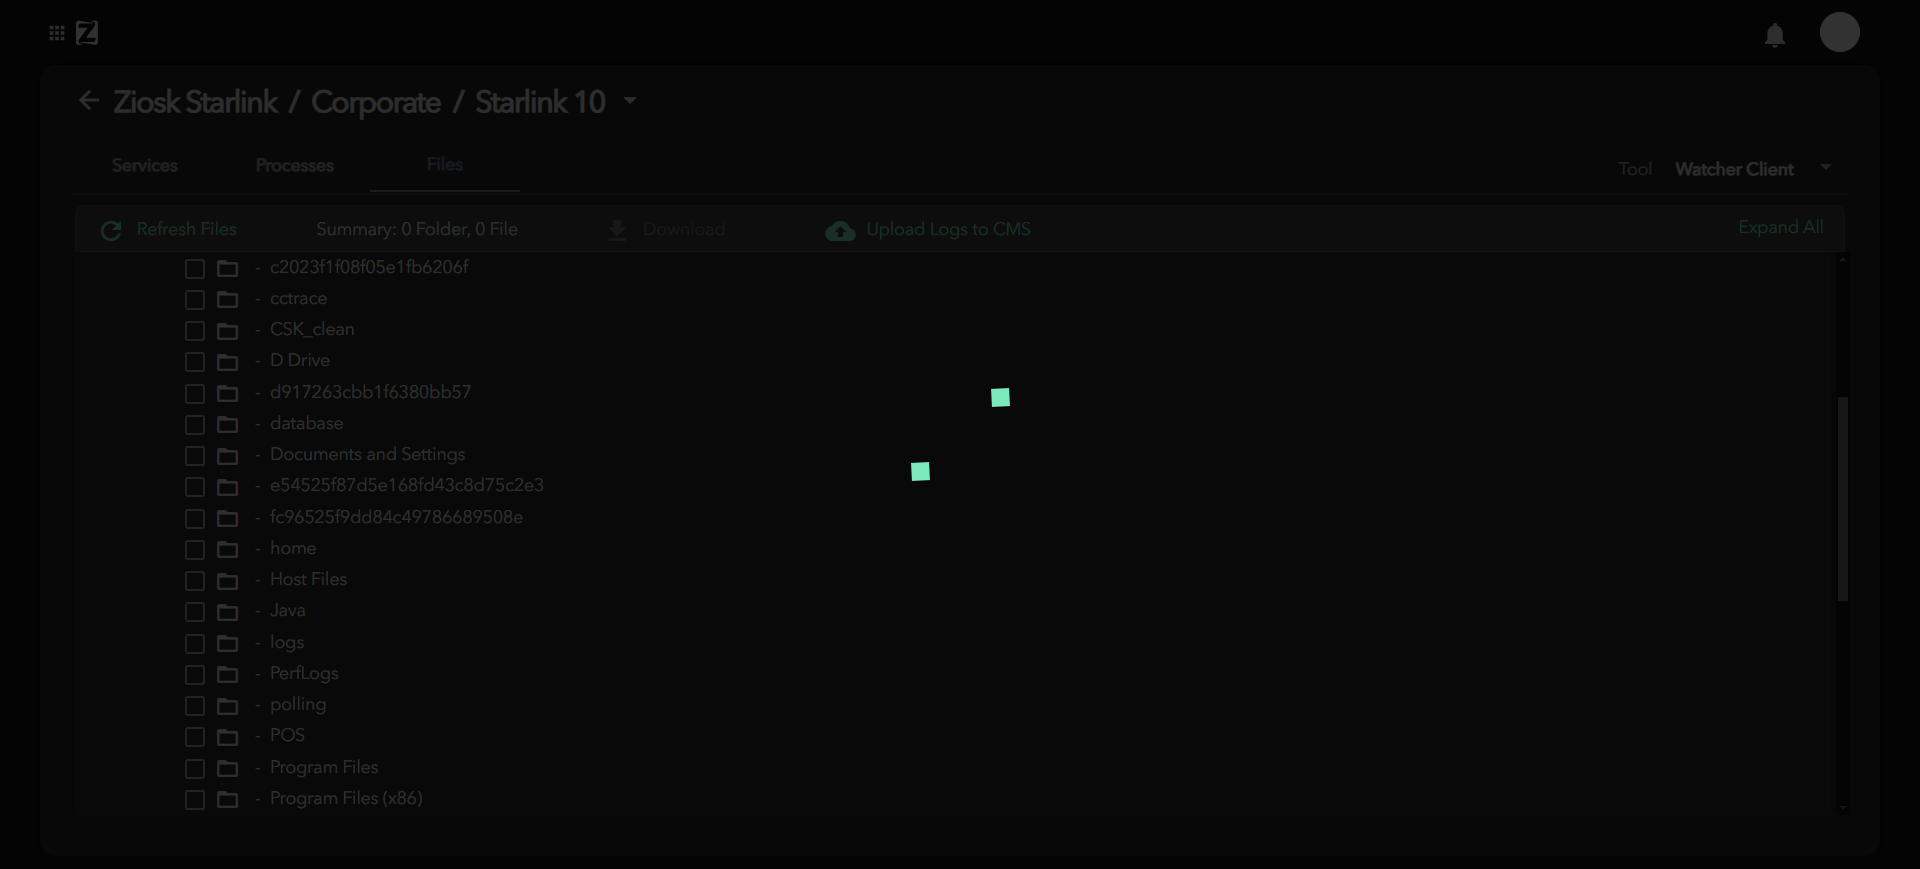 Z
Ziosk Starlink / Corporate / Starlink 10
Services Processes Files Tool Watcher Client
Refresh Files Summary: 0 Folder, 0 File Download Upload Logs to CMS Expand All
- c2023f1f08f05e1fb6206f
- cctrace
- CSK_clean
- D Drive
- d917263cbb1f6380bb57
- database
- Documents and Settings
- e54525f87d5e168fd43c8d75c2e3
- fc96525f9dd84c49786689508e
- home
- Host Files
- Java
- logs
- PerfLogs
- polling
- POS
- Program Files
- Program Files (x86)